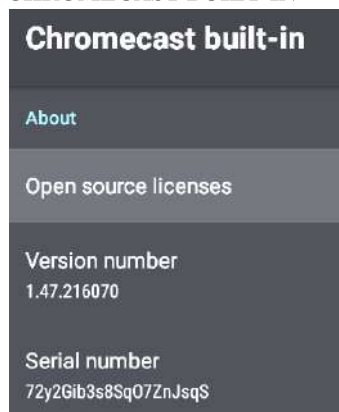 Chromecast built-in
About
Open source licenses
Version number
1.47.216070
Serial number
72y2Gib3s8SqO7ZnJsqS